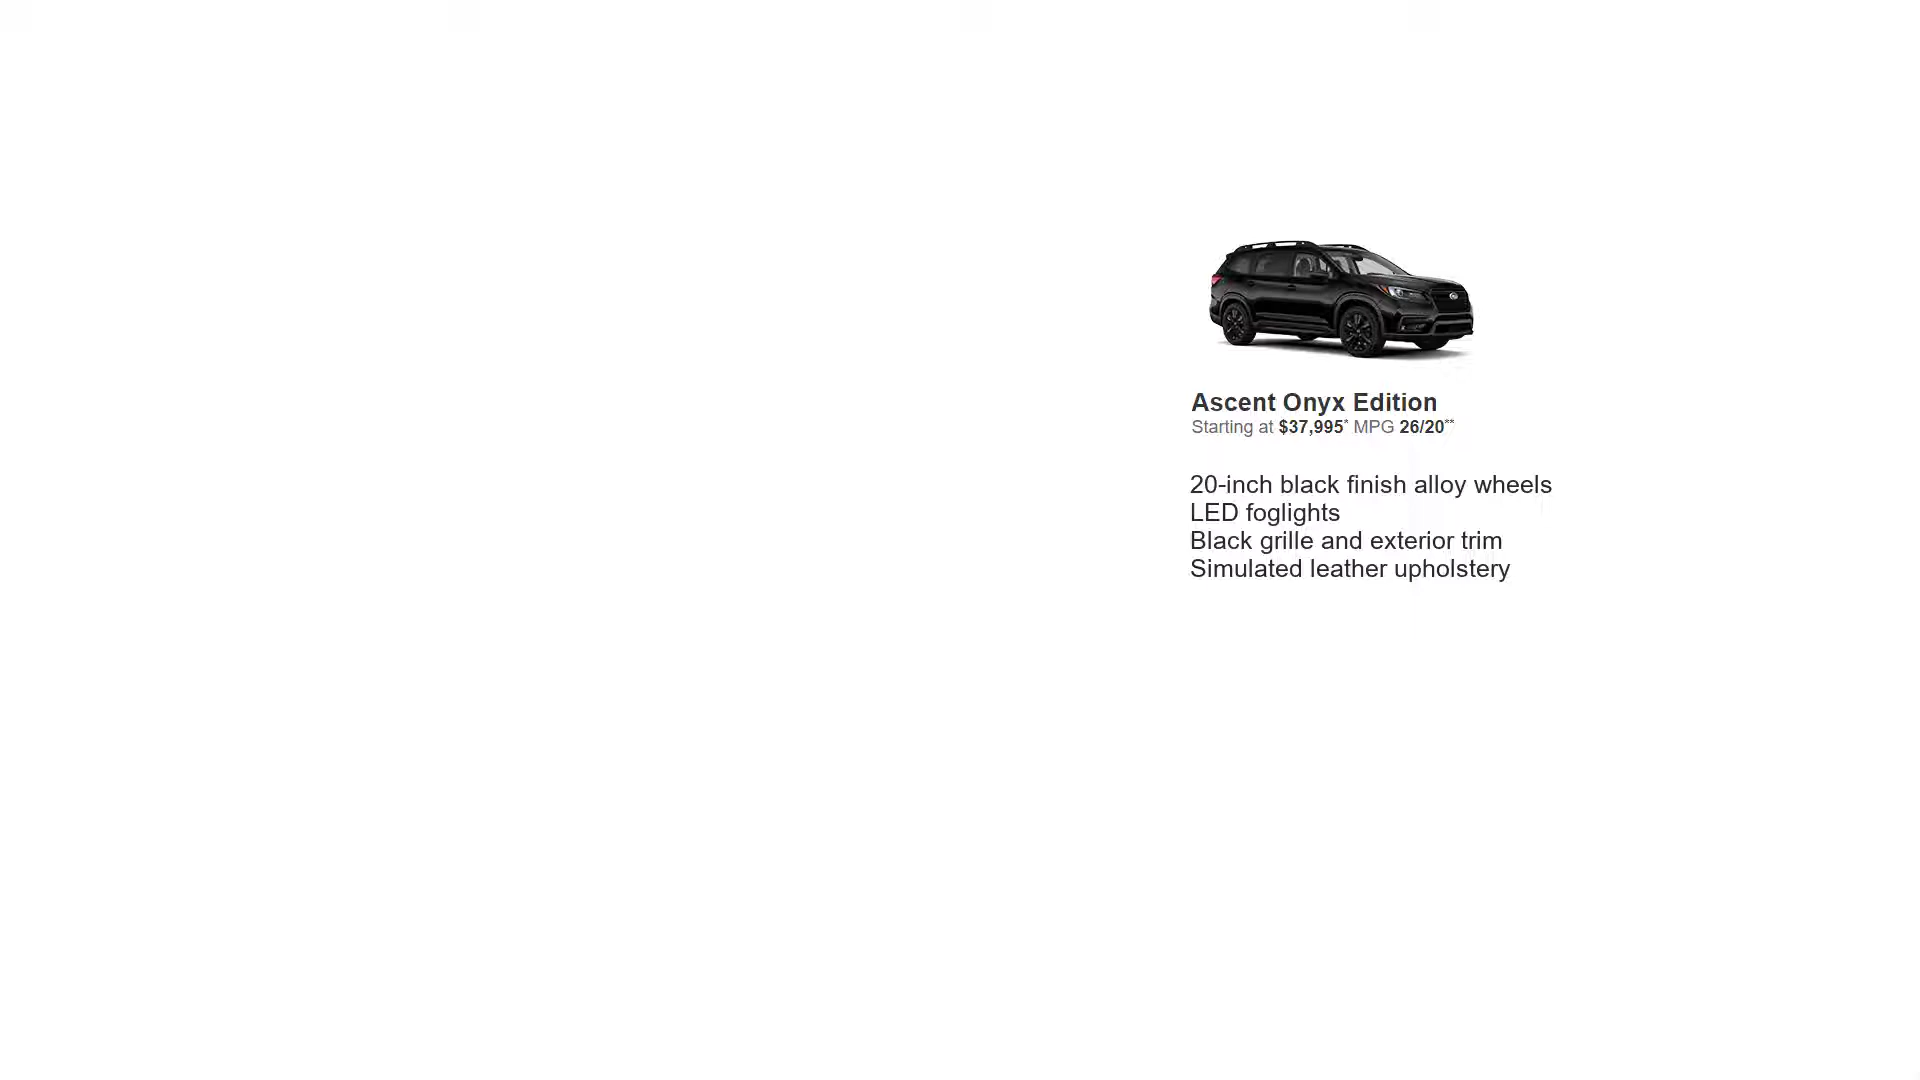 Ascent Onyx Edition
Starting at $37,995* MPG 26/20**
20-inch black finish alloy wheels
LED foglights
Black grille and exterior trim
Simulated leather upholstery